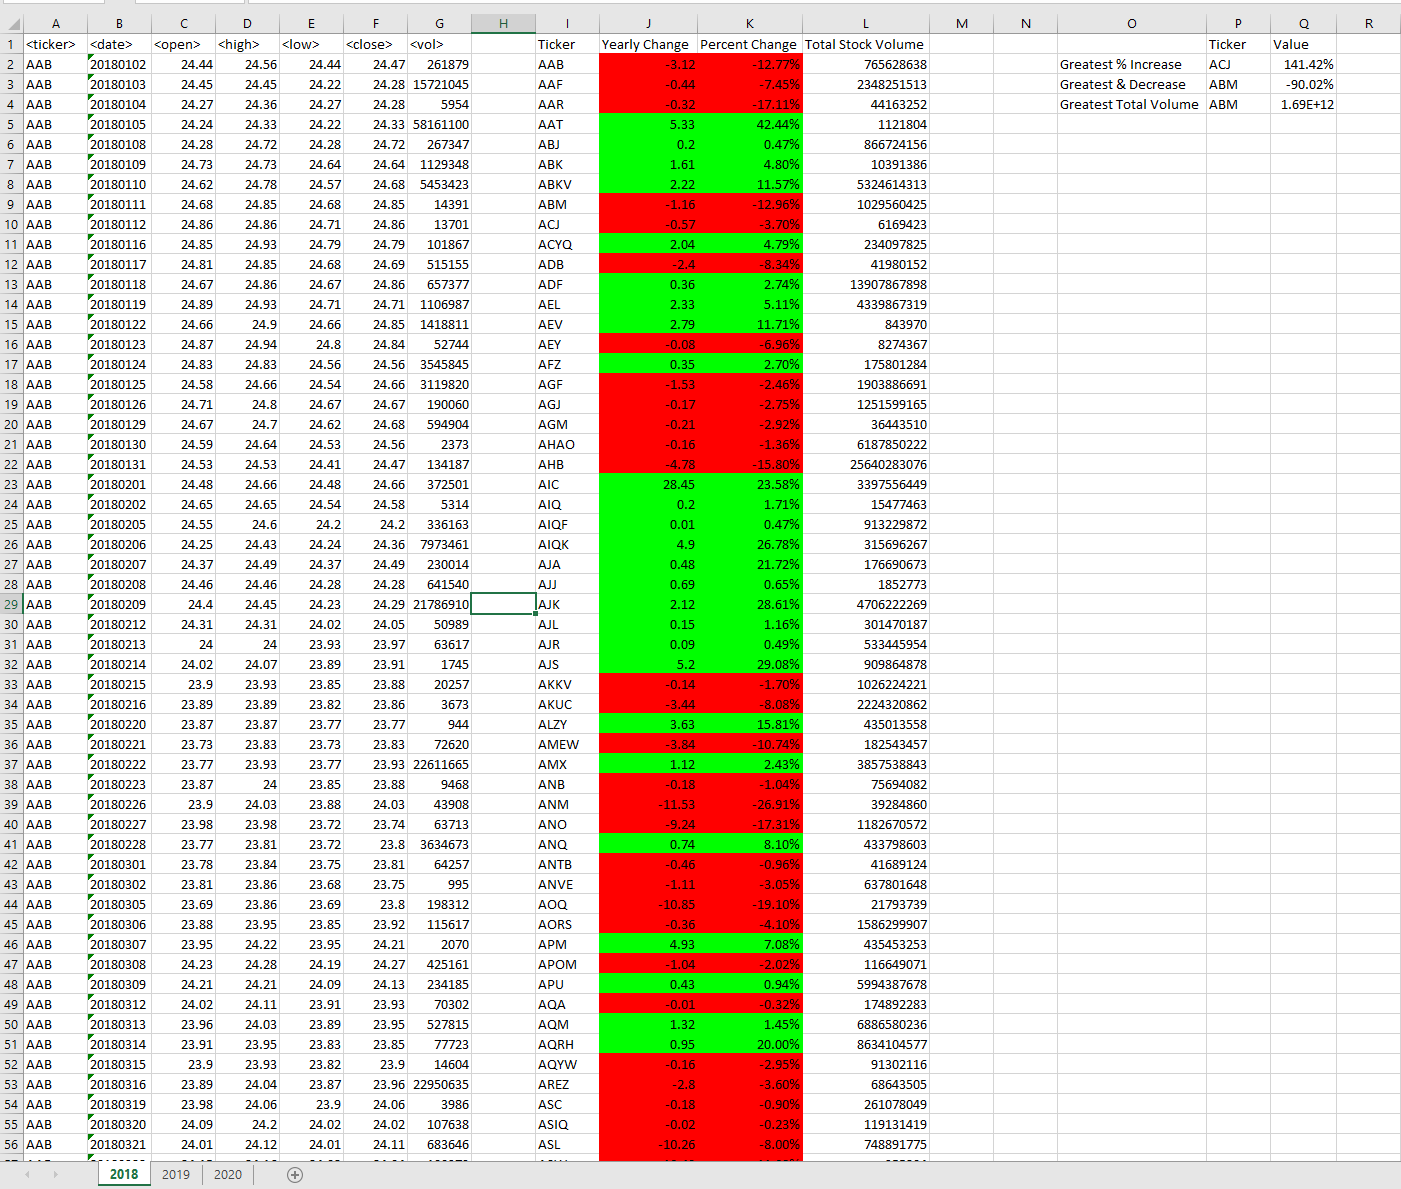 A B C D E F G H I J K L M N O P Q R
1 <ticker> <date> <open> <high> <low> <close> <vol> Ticker Yearly Change Percent Change Total Stock Volume Ticker Value
2 AAB 20180102 24.44 24.56 24.44 24.47 261879 AAB -3.12 -12.77% 765628638 Greatest % Increase ACJ 141.42%
3 AAB 20180103 24.45 24.45 24.22 24.28 15721045 AAF -0.44 -7.45% 2348251513 Greatest & Decrease ABM -90.02%
4 AAB 20180104 24.27 24.36 24.27 24.28 5954 AAR -0.32 -17.11% 44163252 Greatest Total Volume ABM 1.69E+12
5 AAB 20180105 24.24 24.33 24.22 24.33 58161100 AAT 5.33 42.44% 1121804
6 AAB 20180108 24.28 24.72 24.28 24.72 267347 ABJ 0.2 0.47% 866724156
7 AAB 20180109 24.73 24.73 24.64 24.64 1129348 ABK 1.61 4.80% 10391386
8 AAB 20180110 24.62 24.78 24.57 24.68 5453423 ABKV 2.22 11.57% 5324614313
9 AAB 20180111 24.68 24.85 24.68 24.85 14391 ABM -1.16 -12.96% 1029560425
10 AAB 20180112 24.86 24.86 24.71 24.86 13701 ACJ -0.57 -3.70% 6169423
11 AAB 20180116 24.85 24.93 24.79 24.79 101867 ACYQ 2.04 4.79% 234097825
12 AAB 20180117 24.81 24.85 24.68 24.69 515155 ADB -2.4 -8.34% 41980152
13 AAB 20180118 24.67 24.86 24.67 24.86 657377 ADF 0.36 2.74% 13907867898
14 AAB 20180119 24.89 24.93 24.71 24.71 1106987 AEL 2.33 5.11% 4339867319
15 AAB 20180122 24.66 24.9 24.66 24.85 1418811 AEV 2.79 11.71% 843970
16 AAB 20180123 24.87 24.94 24.8 24.84 52744 AEY -0.08 -6.96% 8274367
17 AAB 20180124 24.83 24.83 24.56 24.56 3545845 AFZ 0.35 2.70% 175801284
18 AAB 20180125 24.58 24.66 24.54 24.66 3119820 AGF -1.53 -2.46% 1903886691
19 AAB 20180126 24.71 24.8 24.67 24.67 190060 AGJ -0.17 -2.75% 1251599165
20 AAB 20180129 24.67 24.7 24.62 24.68 594904 AGM -0.21 -2.92% 36443510
21 AAB 20180130 24.59 24.64 24.53 24.56 2373 AHAO -0.16 -1.36% 6187850222
22 AAB 20180131 24.53 24.53 24.41 24.47 134187 AHB -4.78 -15.80% 25640283076
23 AAB 20180201 24.48 24.66 24.48 24.66 372501 AIC 28.45 23.58% 3397556449
24 AAB 20180202 24.65 24.65 24.54 24.58 5314 AIQ 0.2 1.71% 15477463
25 AAB 20180205 24.55 24.6 24.2 24.2 336163 AIQF 0.01 0.47% 913229872
26 AAB 20180206 24.25 24.43 24.24 24.36 7973461 AIQK 4.9 26.78% 315696267
27 AAB 20180207 24.37 24.49 24.37 24.49 230014 AJA 0.48 21.72% 176690673
28 AAB 20180208 24.46 24.46 24.28 24.28 641540 AJJ 0.69 0.65% 1852773
29 AAB 20180209 24.4 24.45 24.23 24.29 21786910 AJK 2.12 28.61% 4706222269
30 AAB 20180212 24.31 24.31 24.02 24.05 50989 AJL 0.15 1.16% 301470187
31 AAB 20180213 24 24 23.93 23.97 63617 AJR 0.09 0.49% 533445954
32 AAB 20180214 24.02 24.07 23.89 23.91 1745 AJS 5.2 29.08% 909864878
33 AAB 20180215 23.9 23.93 23.85 23.88 20257 AKKV -0.14 -1.70% 1026224221
34 AAB 20180216 23.89 23.89 23.82 23.86 3673 AKUC -3.44 -8.08% 2224320862
35 AAB 20180220 23.87 23.87 23.77 23.77 944 ALZY 3.63 15.81% 435013558
36 AAB 20180221 23.73 23.83 23.73 23.83 72620 AMEW -3.84 -10.74% 182543457
37 AAB 20180222 23.77 23.93 23.77 23.93 22611665 AMX 1.12 2.43% 3857538843
38 AAB 20180223 23.87 24 23.85 23.88 9468 ANB -0.18 -1.04% 75694082
39 AAB 20180226 23.9 24.03 23.88 24.03 43908 ANM -11.53 -26.91% 39284860
40 AAB 20180227 23.98 23.98 23.72 23.74 63713 ANO -9.24 -17.31% 1182670572
41 AAB 20180228 23.77 23.81 23.72 23.8 3634673 ANQ 0.74 8.10% 433798603
42 AAB 20180301 23.78 23.84 23.75 23.81 64257 ANTB -0.46 -0.96% 41689124
43 AAB 20180302 23.81 23.86 23.68 23.75 995 ANVE -1.11 -3.05% 637801648
44 AAB 20180305 23.69 23.86 23.69 23.8 198312 AOQ -10.85 -19.10% 21793739
45 AAB 20180306 23.88 23.95 23.85 23.92 115617 AORS -0.36 -4.10% 1586299907
46 AAB 20180307 23.95 24.22 23.95 24.21 2070 APM 4.93 7.08% 435453253
47 AAB 20180308 24.23 24.28 24.19 24.27 425161 APOM -1.04 -2.02% 116649071
48 AAB 20180309 24.21 24.21 24.09 24.13 234185 APU 0.43 0.94% 5994387678
49 AAB 20180312 24.02 24.11 23.91 23.93 70302 AQA -0.01 -0.32% 174892283
50 AAB 20180313 23.96 24.03 23.89 23.95 527815 AQM 1.32 1.45% 6886580236
51 AAB 20180314 23.91 23.95 23.83 23.85 77723 AQRH 0.95 20.00% 8634104577
52 AAB 20180315 23.9 23.93 23.82 23.9 14604 AQYW -0.16 -2.95% 91302116
53 AAB 20180316 23.89 24.04 23.87 23.96 22950635 AREZ -2.8 -3.60% 68643505
54 AAB 20180319 23.98 24.06 23.9 24.06 3986 ASC -0.18 -0.90% 261078049
55 AAB 20180320 24.09 24.2 24.02 24.02 107638 ASIQ -0.02 -0.23% 119131419
56 AAB 20180321 24.01 24.12 24.01 24.11 683646 ASL -10.26 -8.00% 748891775
2018 2019 2020